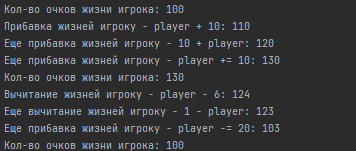 Кол-во очков жизни игрока: 100
Прибавка жизней игроку - player + 10: 110
Еще прибавка жизней игроку - 10 + player: 120
Еще прибавка жизней игроку - player += 10: 130
Кол-во очков жизни игрока: 130
Вычитание жизней игроку - player - 6: 124
Еще вычитание жизней игроку - 1 - player: 123
Еще прибавка жизней игроку - player -= 20: 103
Кол-во очков жизни игрока: 100